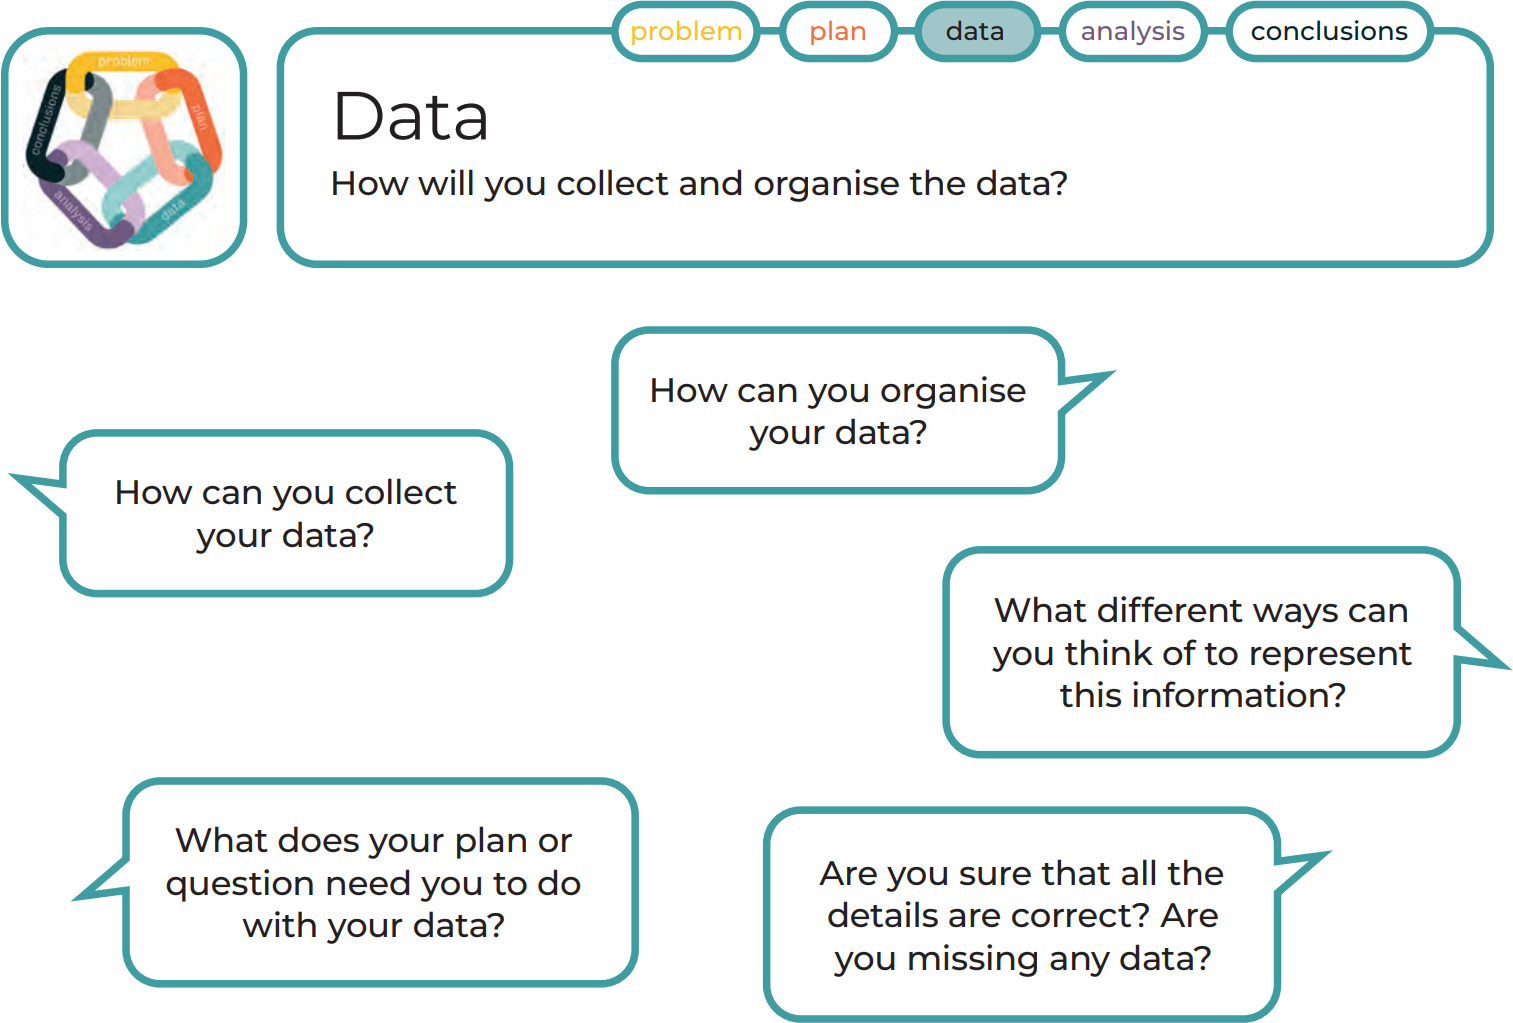 problem
plan
data
analysis
conclusions
problem
plan
data
analysis
conclusions
Data
How will you collect and organise the data?
How can you organise
your data?
How can you collect
your data?
What different ways can
you think of to represent
this information?
What does your plan or
question need you to do
with your data?
Are you sure that all the
details are correct? Are
you missing any data?